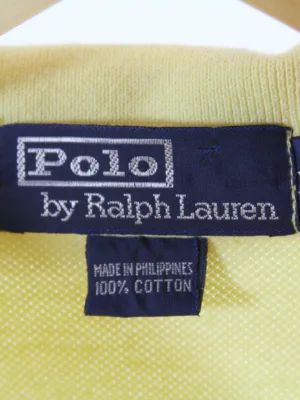 Polo
by Ralph Lauren
MADE IN PHILIPPINES
100% COTTON